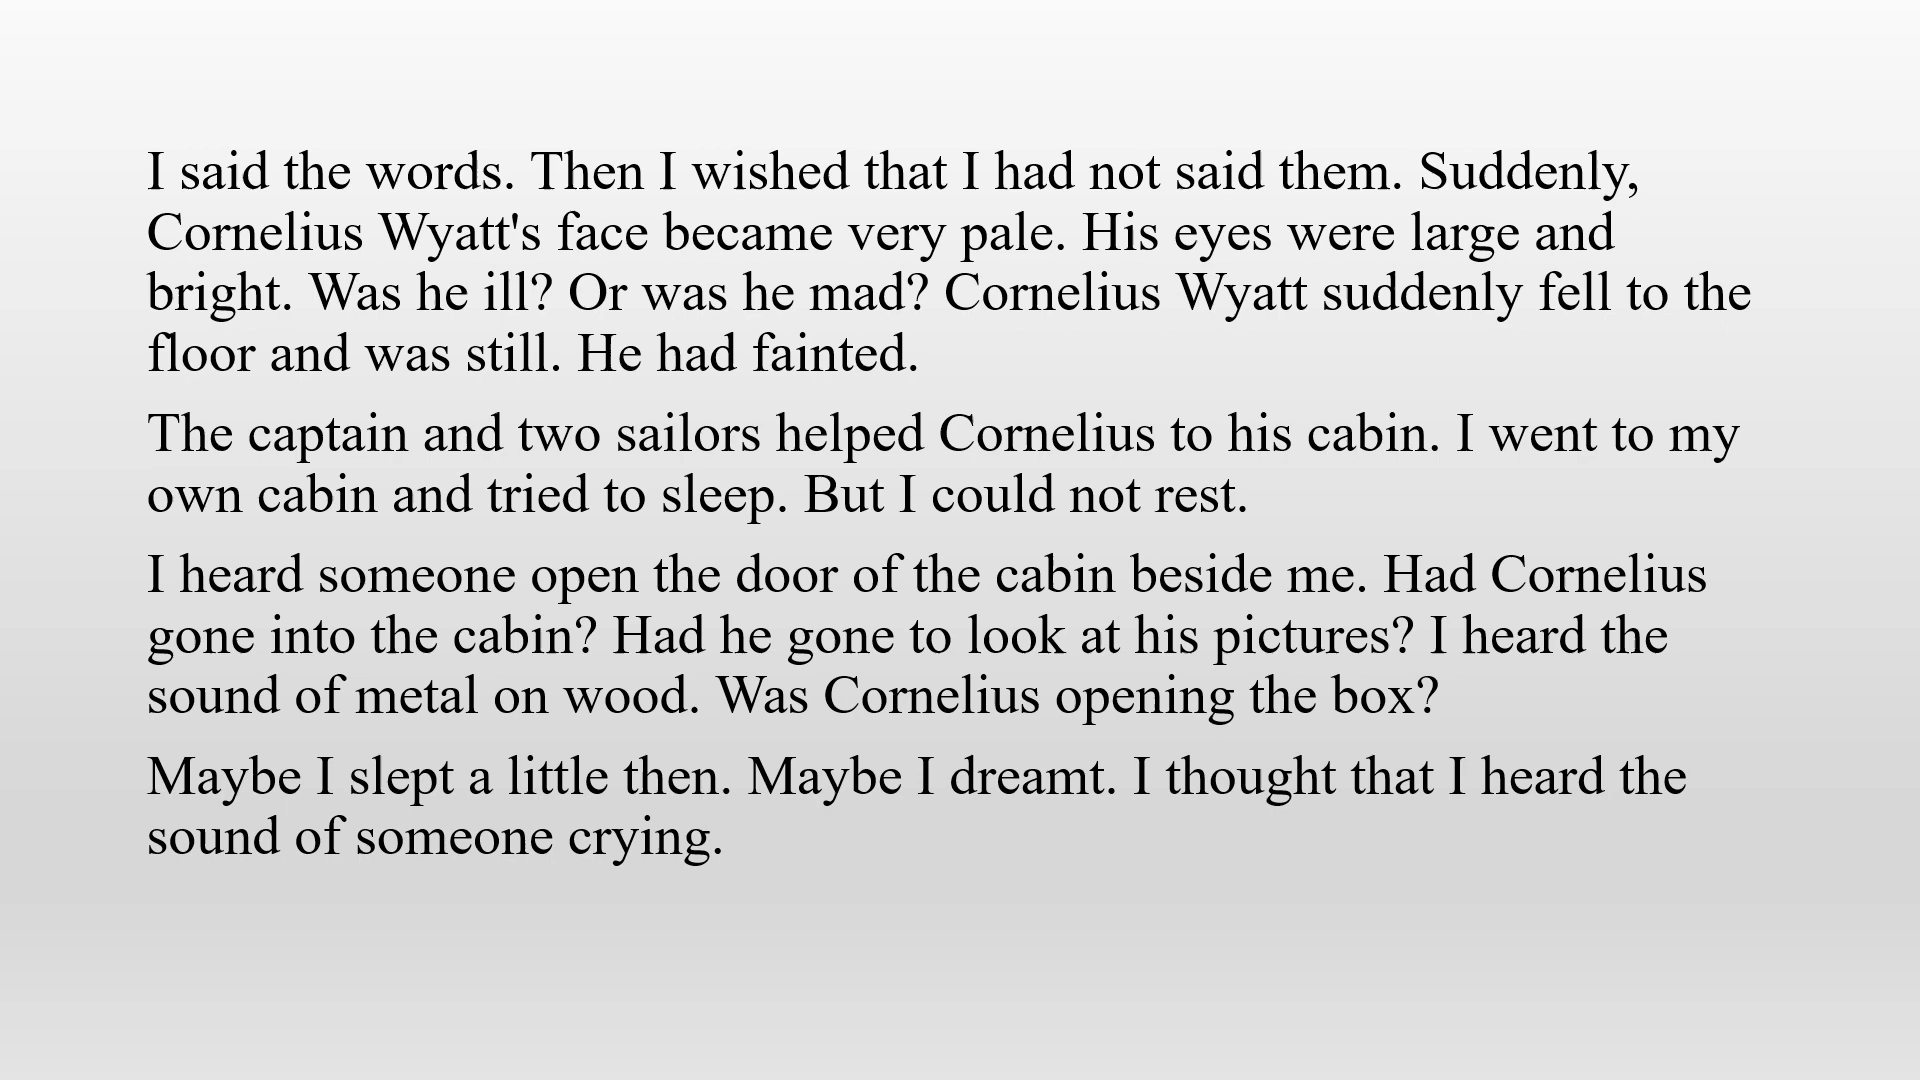 I said the words. Then I wished that I had not said them. Suddenly,
Cornelius Wyatt's face became very pale. His eyes were large and
bright. Was he ill? Or was he mad? Cornelius Wyatt suddenly fell to the
floor and was still. He had fainted.
The captain and two sailors helped Cornelius to his cabin. I went to my
own cabin and tried to sleep. But I could not rest.
I heard someone open the door of the cabin beside me. Had Cornelius
gone into the cabin? Had he gone to look at his pictures? I heard the
sound of metal on wood. Was Cornelius opening the box?
Maybe I slept a little then. Maybe I dreamt. I thought that I heard the
sound of someone crying.